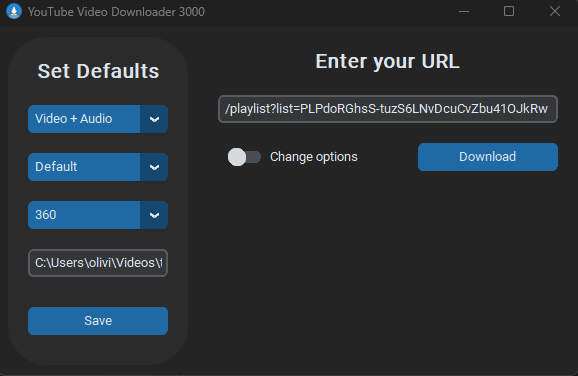 YouTube Video Downloader 3000
Set Defaults
Video + Audio
Default
360
C:\Users\olivi\Videos\
Save
Enter your URL
/playlist?list=PLPdoRGhsS-tuzS6LNvDcuCvZbu41OJkRw
Change options
Download